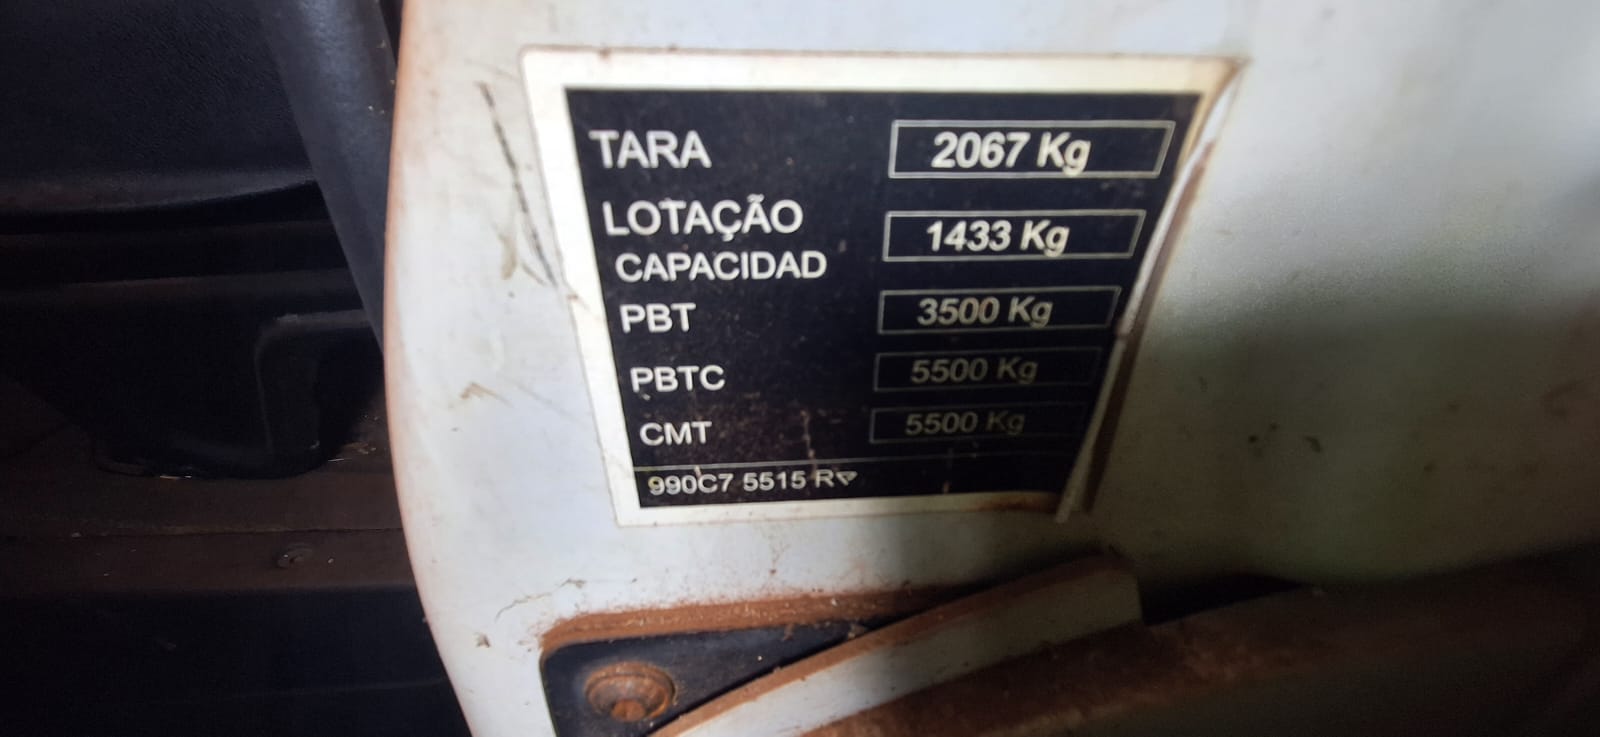 TARA 2067 Kg
LOTAÇÃO 1433 Kg
CAPACIDAD
PBT 3500 Kg
PBTC 5500 Kg
CMT 5500 Kg
990C7 5515 R